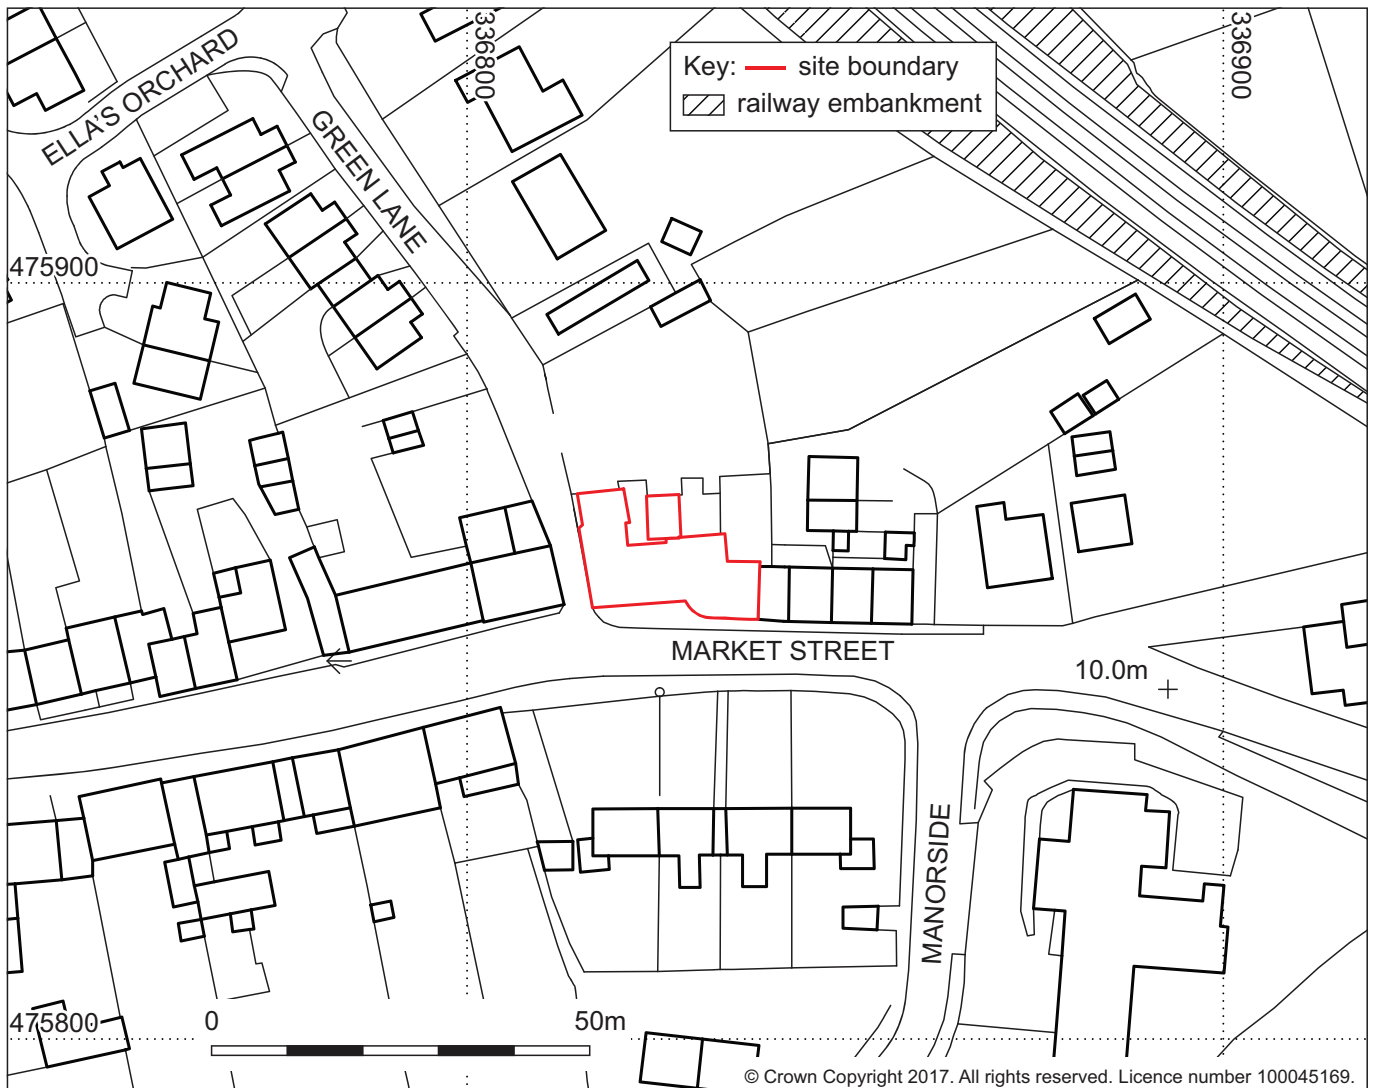 336800
336900
Key: site boundary
railway embankment
ELLA'S ORCHARD
GREEN LANE
475900
MARKET STREET
10.0m
MANORSIDE
475800
0 50m
© Crown Copyright 2017. All rights reserved. Licence number 100045169.